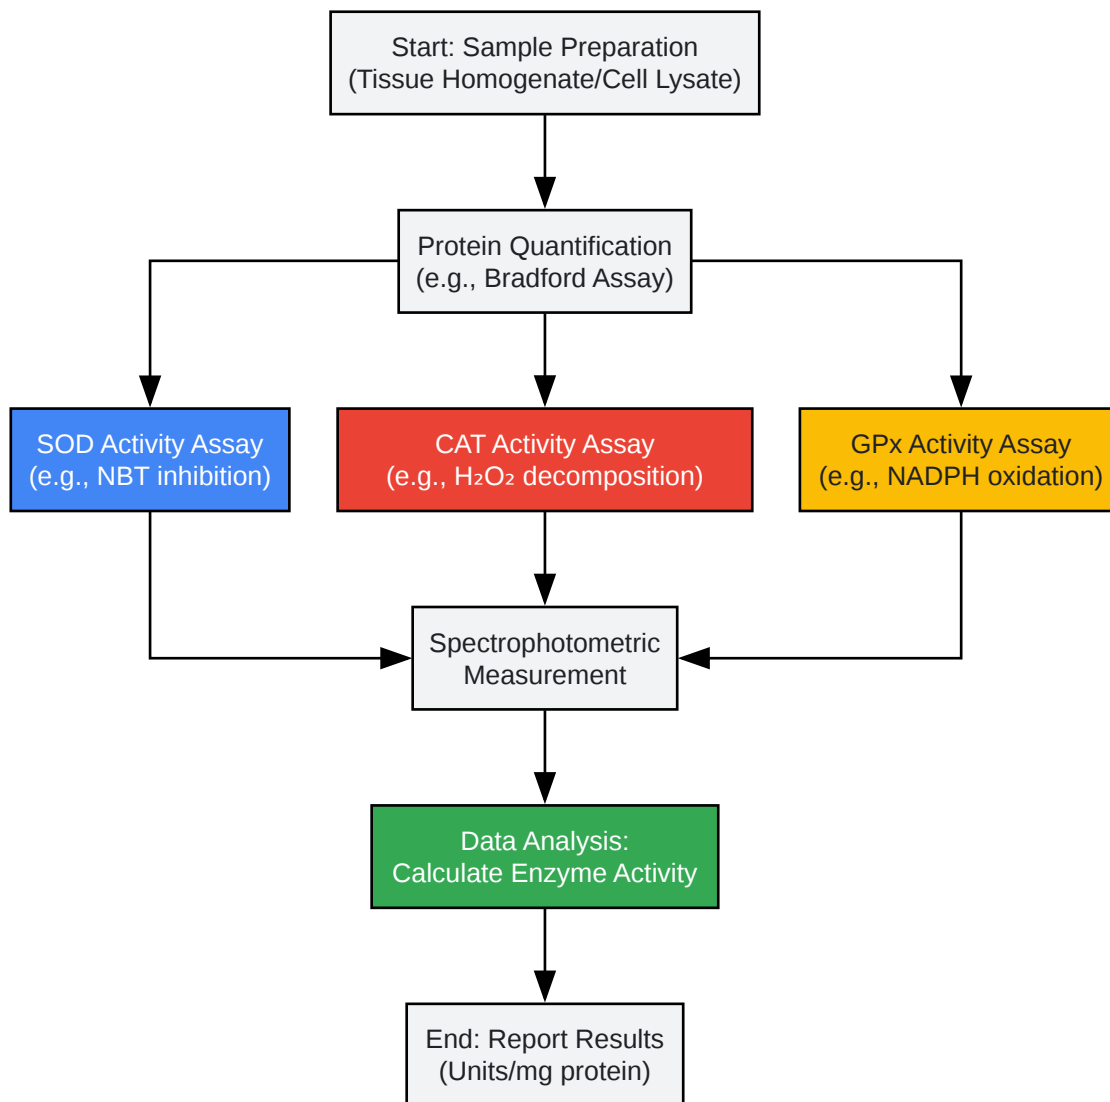 Start: Sample Preparation
(Tissue Homogenate/Cell Lysate)
Protein Quantification
(e.g., Bradford Assay)
SOD Activity Assay
(e.g., NBT inhibition)
CAT Activity Assay
(e.g., H₂O₂ decomposition)
GPx Activity Assay
(e.g., NADPH oxidation)
Spectrophotometric
Measurement
Data Analysis:
Calculate Enzyme Activity
End: Report Results
(Units/mg protein)